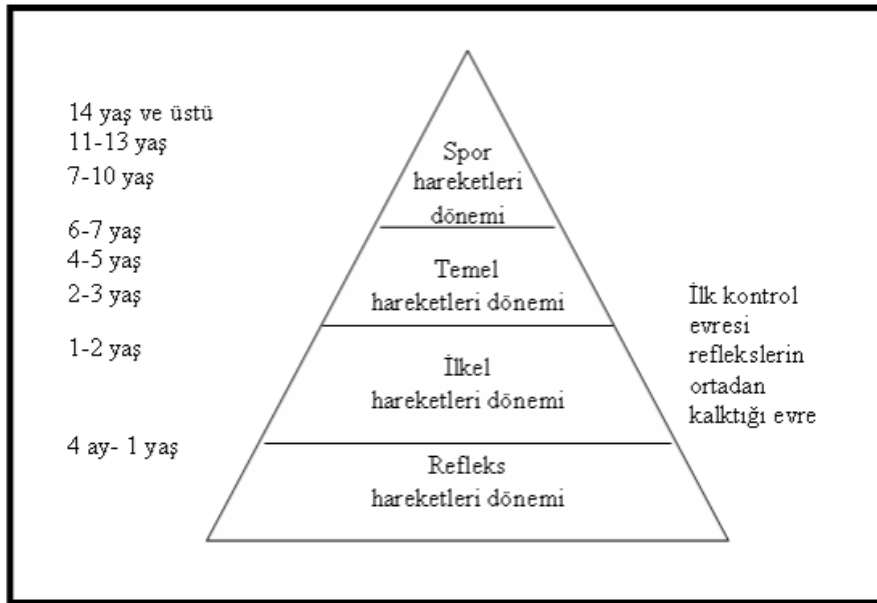 14 yaş ve üstü
11-13 yaş
7-10 yaş
6-7 yaş
4-5 yaş
2-3 yaş
1-2 yaş
4 ay- 1 yaş
Spor
hareketleri
dönemi
Temel
hareketleri dönemi
İlkel
hareketleri dönemi
Refleks
hareketleri dönemi
İlk kontrol
evresi
reflekslerin
ortadan
kalktığı evre